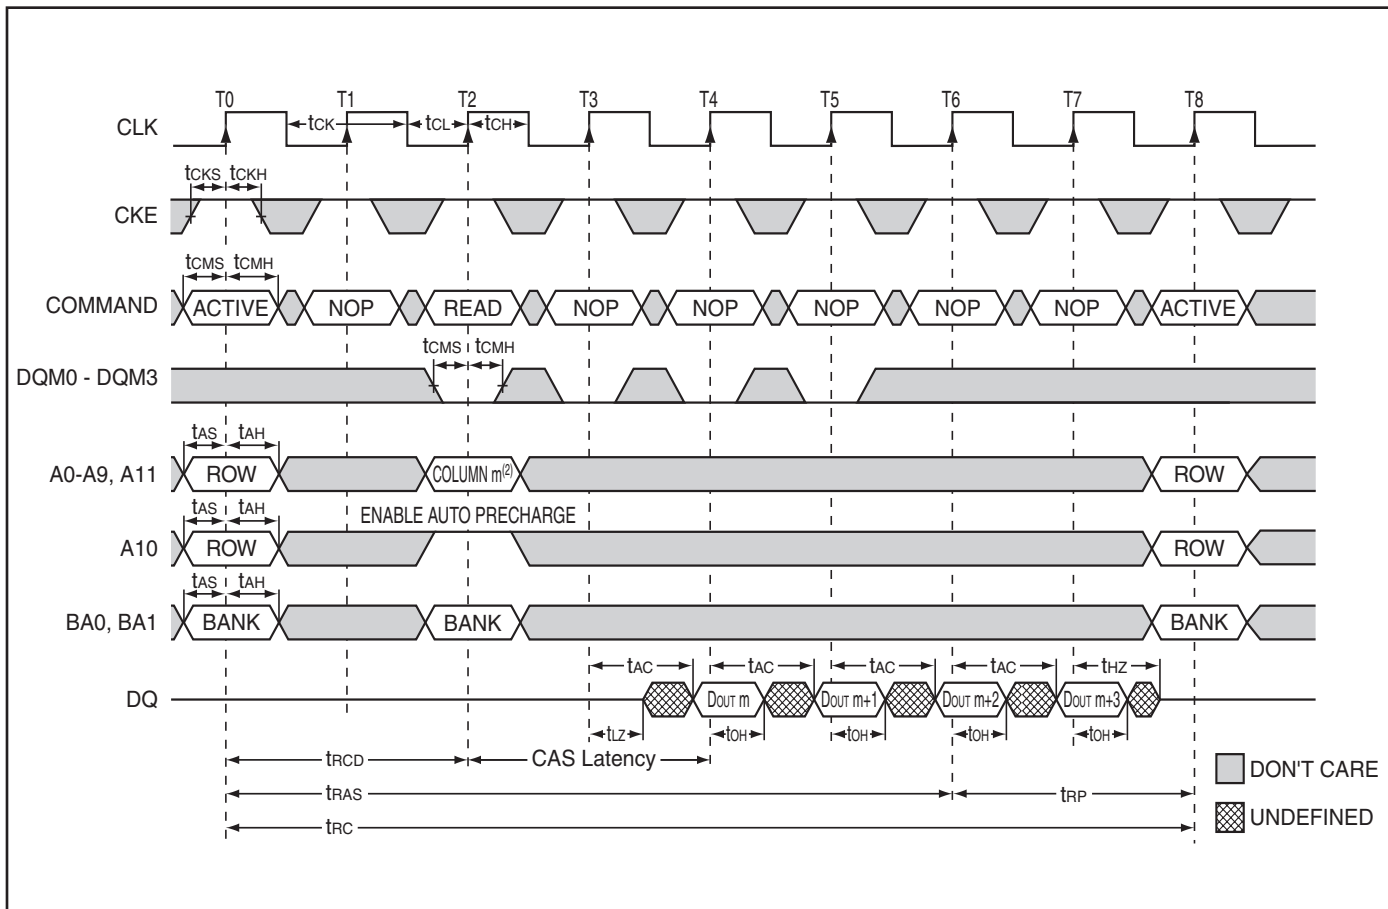 T0 T1 T2 T3 T4 T5 T6 T7 T8
CLK tCK tCL tCH
tCKS tCKH
CKE
tCMS tCMH
COMMAND ACTIVE NOP READ NOP NOP NOP NOP NOP ACTIVE
tCMS tCMH
DQM0 - DQM3
tAS tAH
A0-A9, A11 ROW COLUMN m(2) ROW
tAS tAH ENABLE AUTO PRECHARGE
A10 ROW ROW
tAS tAH
BA0, BA1 BANK BANK BANK
tAC tAC tAC tAC tHZ
DQ DOUT m DOUT m+1 DOUT m+2 DOUT m+3
tLZ tOH tOH tOH tOH
tRCD CAS Latency
DON'T CARE
tRAS tRP
UNDEFINED
tRC